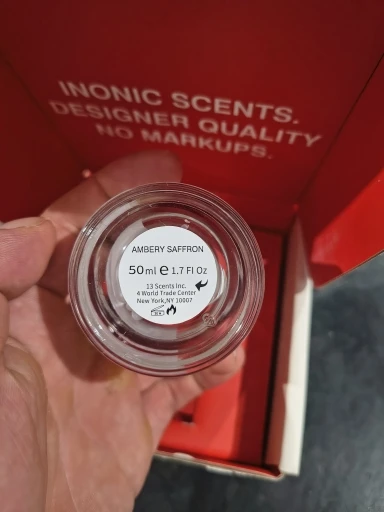 INONIC SCENTS.
DESIGNER QUALITY
NO MARKUPS.
AMBERY SAFFRON
50ml e 1.7 Fl Oz
13 Scents Inc.
4 World Trade Center
New York,NY 10007